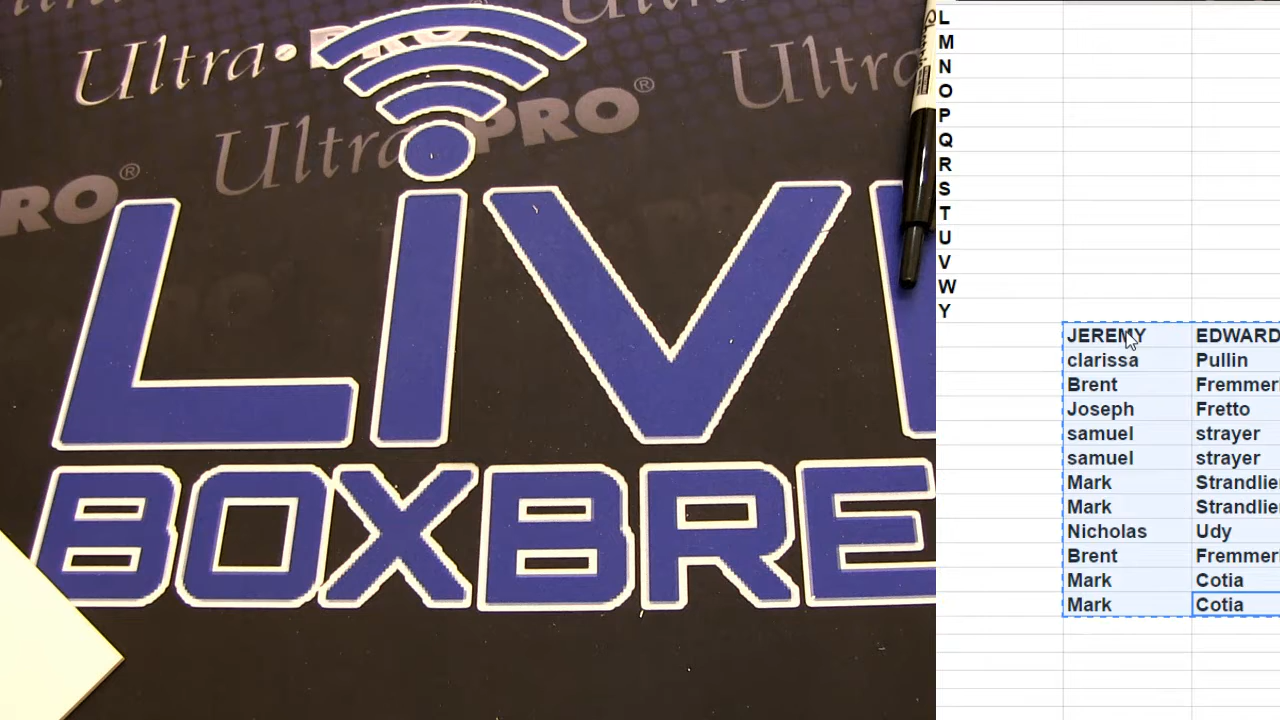 Ultra PRO
Ultra
Ultra PRO®
PRO®
LiV
BOXBRE
L
M
N
O
P
Q
R
S
T
U
V
W
Y
JEREMY EDWARD
clarissa Pullin
Brent Fremmer
Joseph Fretto
samuel strayer
samuel strayer
Mark Strandlie
Mark Strandlie
Nicholas Udy
Brent Fremmer
Mark Cotia
Mark Cotia